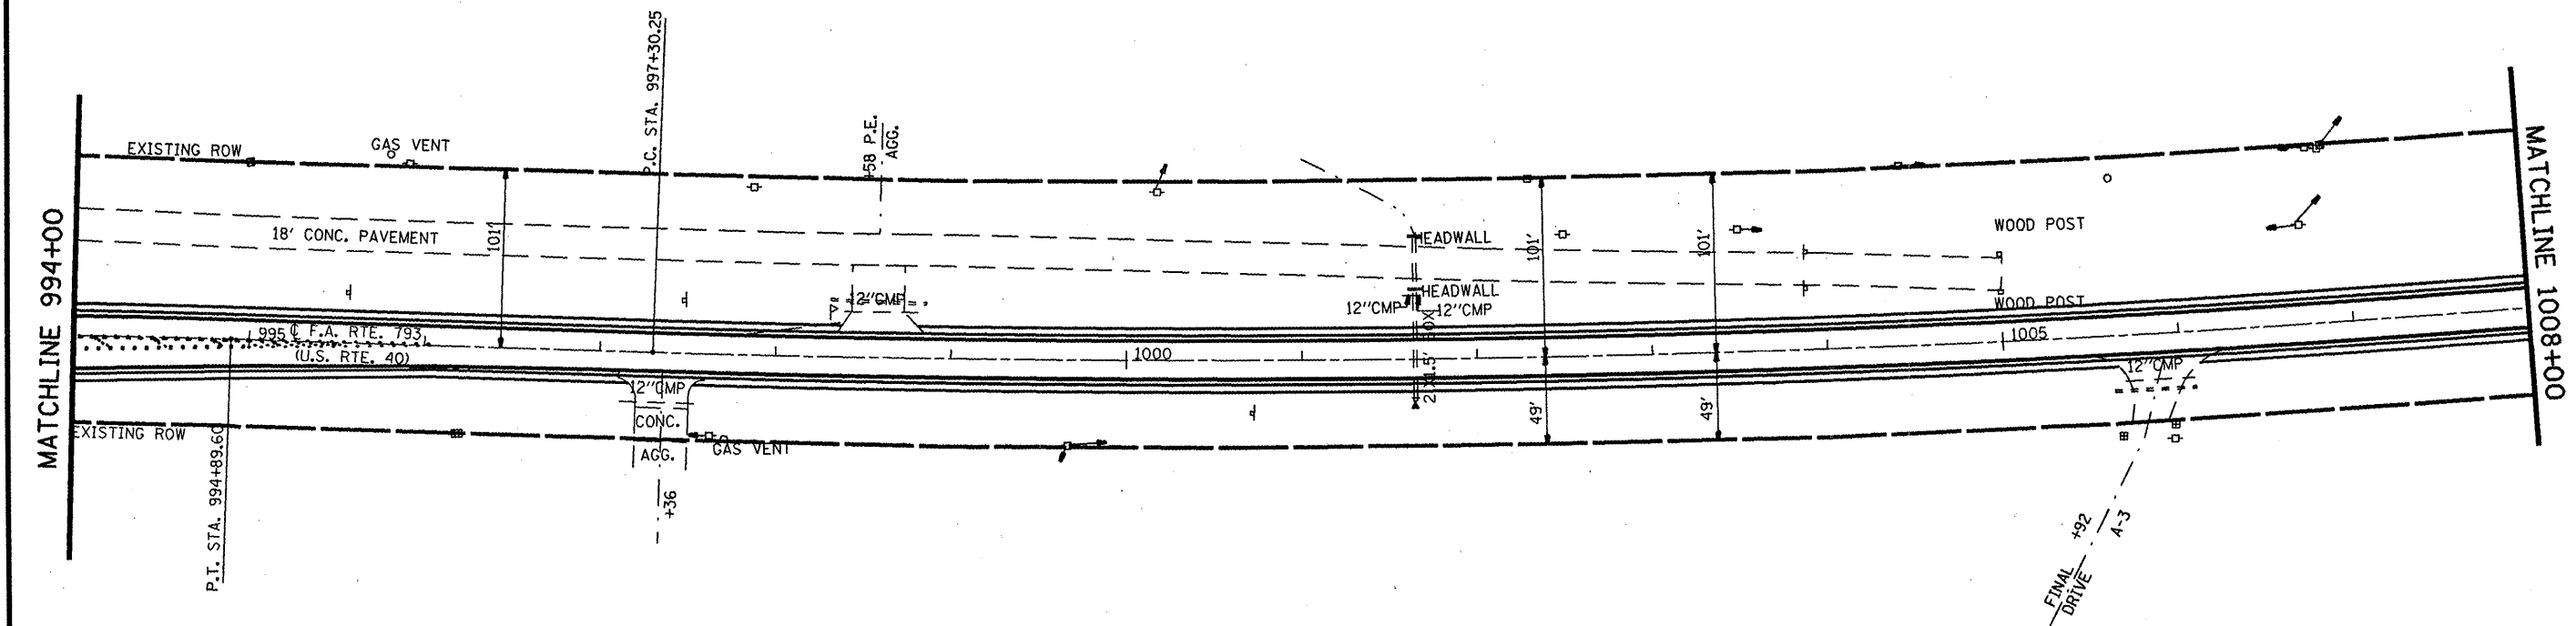 MATCHLINE 994+00
EXISTING ROW
GAS VENT
P.C. STA. 997+30.25
+58 P.E.
AGG.
18' CONC. PAVEMENT
101'
HEADWALL
101'
101'
WOOD POST
MATCHLINE 1008+00
12"CMP
HEADWALL
12"CMP
12"CMP
WOOD POST
995
℄ F.A. RTE. 793
(U.S. RTE. 40)
1000
1005
12"CMP
CONC.
AGG.
+36
GAS VENT
EXISTING ROW
P.T. STA. 994+89.60
49'
49'
12"CMP
+92
A-3
FINAL
DRIVE